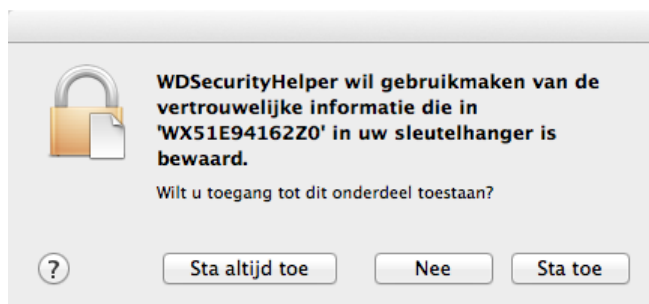 WDSecurityHelper wil gebruikmaken van de
vertrouwelijke informatie die in
'WX51E94162Z0' in uw sleutelhanger is
bewaard.
Wilt u toegang tot dit onderdeel toestaan?
?
Sta altijd toe
Nee
Sta toe